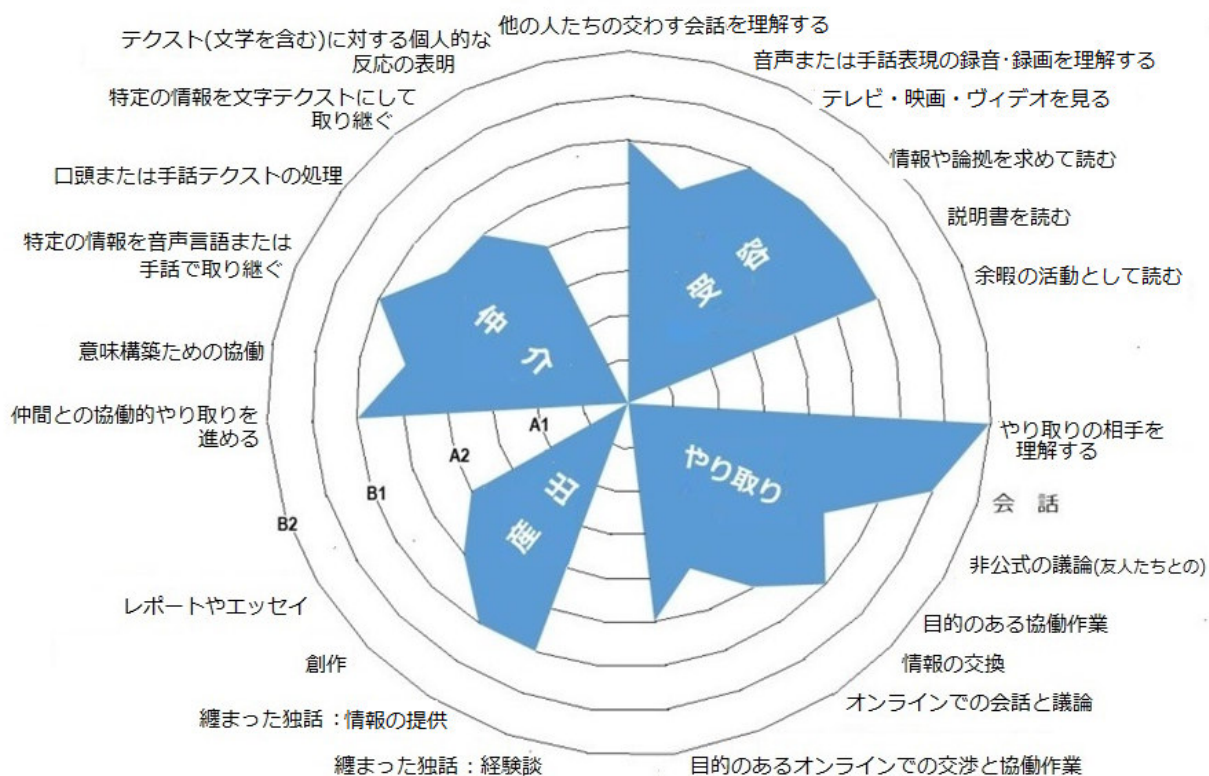 他の人たちの交わす会話を理解する
音声または手話表現の録音・録画を理解する
テレビ・映画・ヴィデオを見る
情報や論拠を求めて読む
説明書を読む
余暇の活動として読む
やり取りの相手を
理解する
会 話
非公式の議論(友人たちとの)
目的のある協働作業
情報の交換
オンラインでの会話と議論
目的のあるオンラインでの交渉と協働作業
纏まった独話：経験談
纏まった独話：情報の提供
創作
レポートやエッセイ
仲間との協働的やり取りを
進める
意味構築ための協働
特定の情報を音声言語または
手話で取り継ぐ
口頭または手話テクストの処理
特定の情報を文字テクストにして
取り継ぐ
テクスト(文学を含む)に対する個人的な
反応の表明
受容
やり取り
産出
仲介
A1
A2
B1
B2